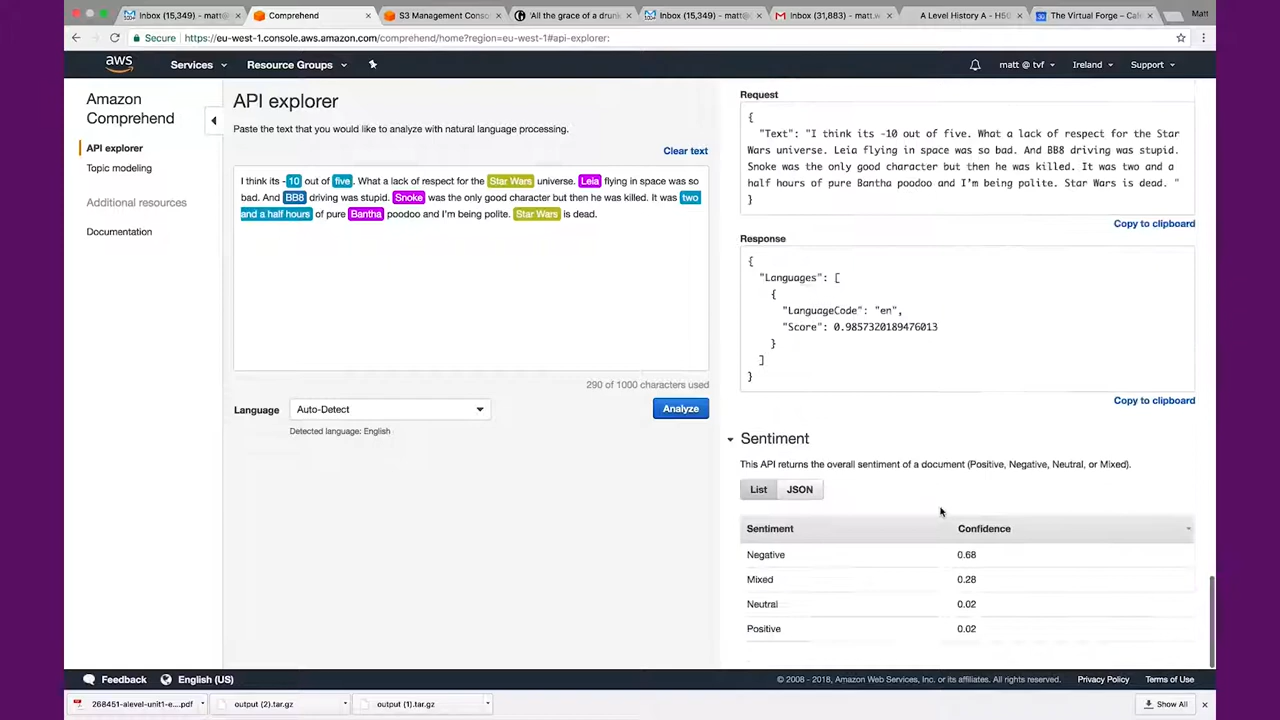 Inbox (15,349) - matt@
Comprehend
S3 Management Conso
'All the grace of a drunk
Inbox (15,349) - matt@
Inbox (31,883) - matt.w
A Level History A - H50
The Virtual Forge – Cale
Matt
Secure
https://eu-west-1.console.aws.amazon.com/comprehend/home?region=eu-west-1#api-explorer:
aws
Services
Resource Groups
matt @ tvf
Ireland
Support
Amazon
Comprehend
API explorer
Topic modeling
Additional resources
Documentation
API explorer
Paste the text that you would like to analyze with natural language processing.
Clear text
I think its -10 out of five. What a lack of respect for the Star Wars universe. Leia flying in space was so
bad. And BB8 driving was stupid. Snoke was the only good character but then he was killed. It was two
and a half hours of pure Bantha poodoo and I'm being polite. Star Wars is dead.
290 of 1000 characters used
Language
Auto-Detect
Analyze
Detected language: English
Request
{
"Text": "I think its -10 out of five. What a lack of respect for the Star
Wars universe. Leia flying in space was so bad. And BB8 driving was stupid.
Snoke was the only good character but then he was killed. It was two and a
half hours of pure Bantha poodoo and I’m being polite. Star Wars is dead. "
}
Copy to clipboard
Response
{
"Languages": [
{
"LanguageCode": "en",
"Score": 0.9857320189476013
}
]
}
Copy to clipboard
Sentiment
This API returns the overall sentiment of a document (Positive, Negative, Neutral, or Mixed).
List
JSON
Sentiment Confidence
Negative 0.68
Mixed 0.28
Neutral 0.02
Positive 0.02
Feedback
English (US)
© 2008 - 2018, Amazon Web Services, Inc. or its affiliates. All rights reserved.
Privacy Policy
Terms of Use
268451-alevel-unit1-e....pdf
output (2).tar.gz
output (1).tar.gz
Show All